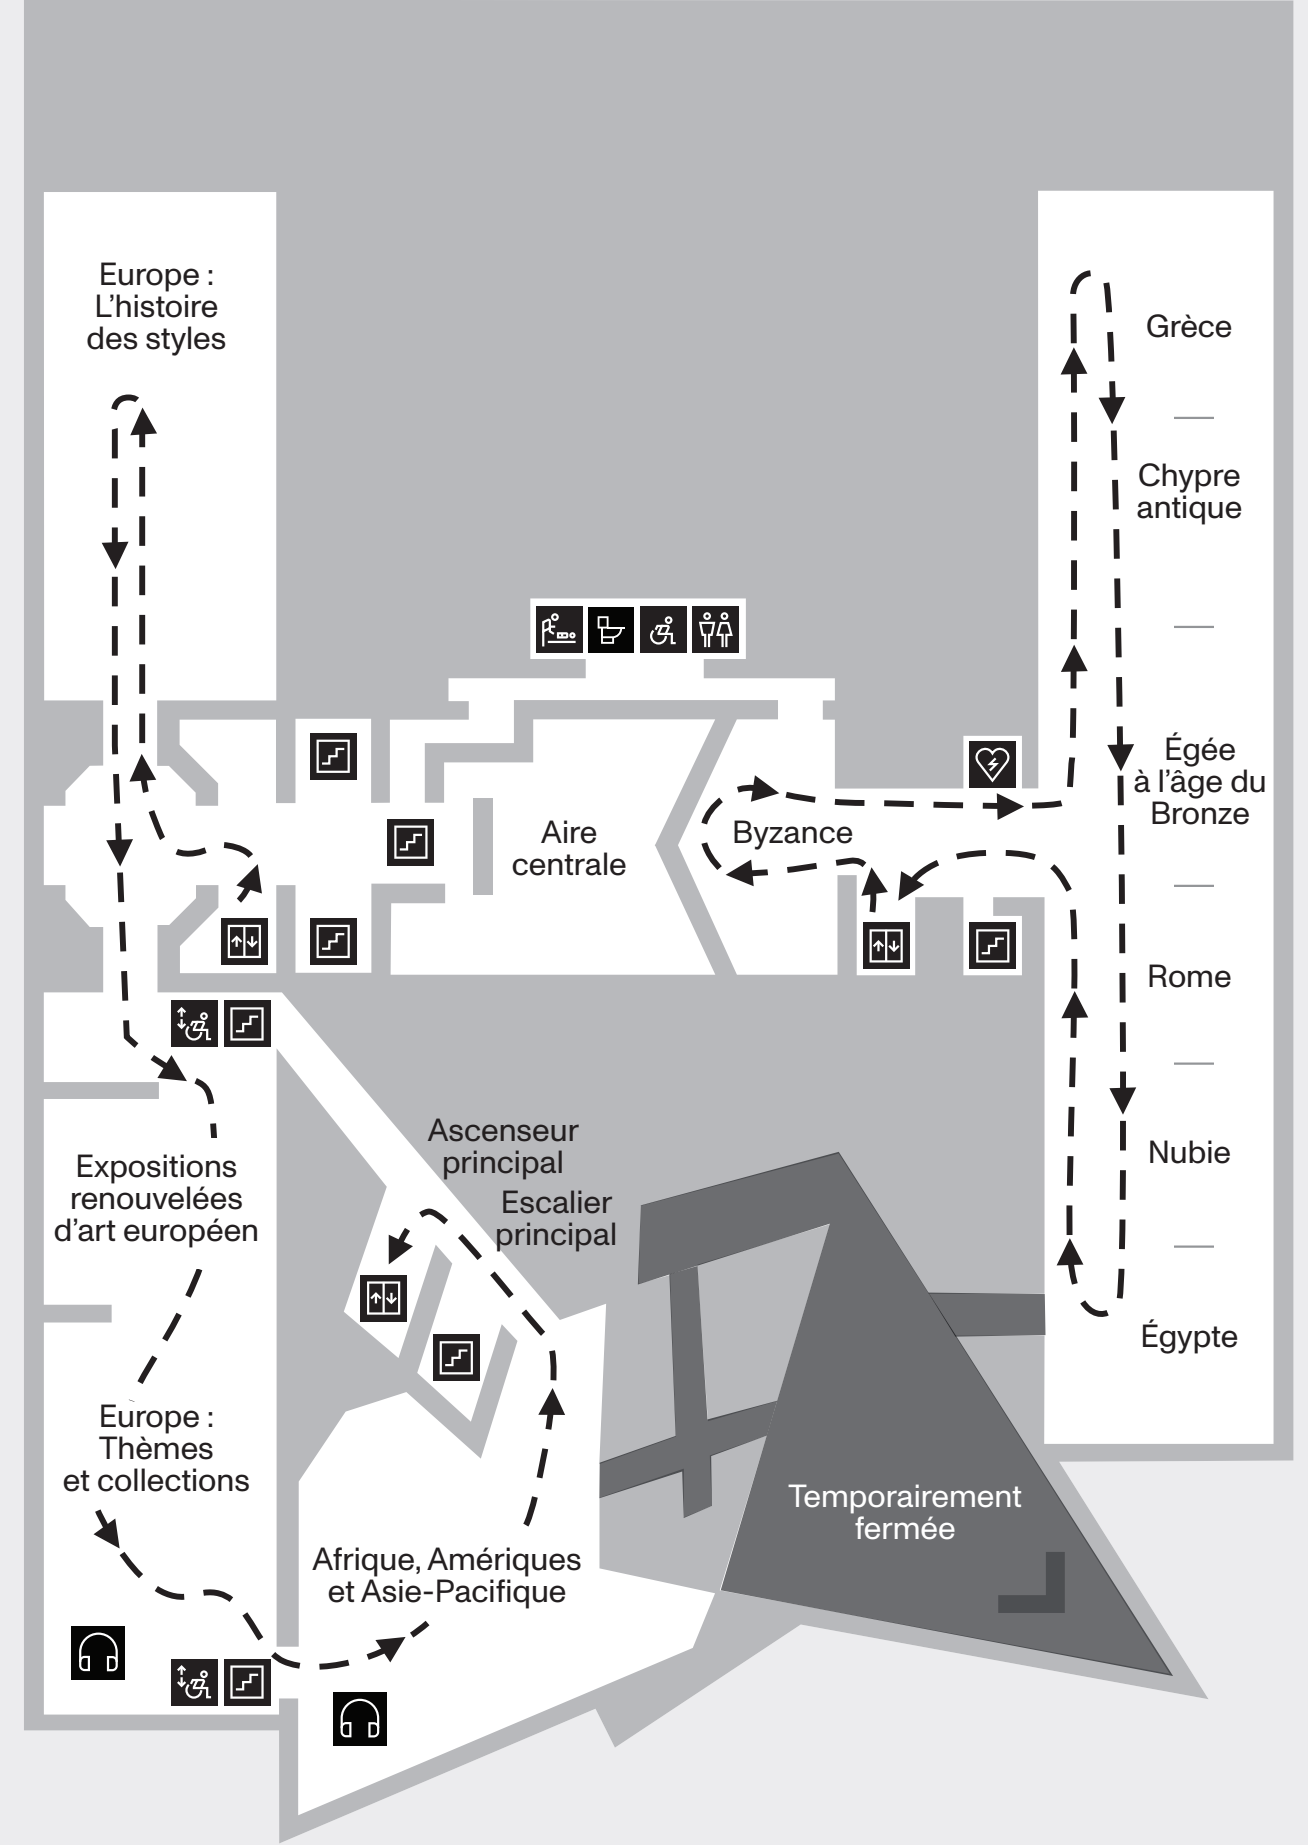 Europe :
L’histoire
des styles
Grèce
Chypre
antique
Égée
à l’âge du
Bronze
Aire
centrale
Byzance
Rome
Nubie
Égypte
Ascenseur
principal
Escalier
principal
Expositions
renouvelées
d’art européen
Europe :
Thèmes
et collections
Afrique, Amériques
et Asie-Pacifique
Temporairement
fermée